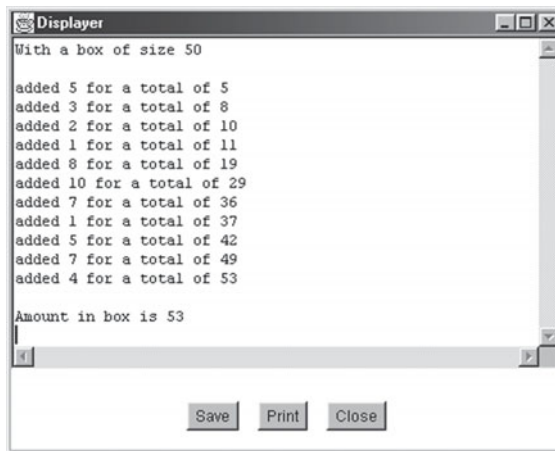 Displayer
With a box of size 50
added 5 for a total of 5
added 3 for a total of 8
added 2 for a total of 10
added 1 for a total of 11
added 8 for a total of 19
added 10 for a total of 29
added 7 for a total of 36
added 1 for a total of 37
added 5 for a total of 42
added 7 for a total of 49
added 4 for a total of 53
Amount in box is 53
Save Print Close